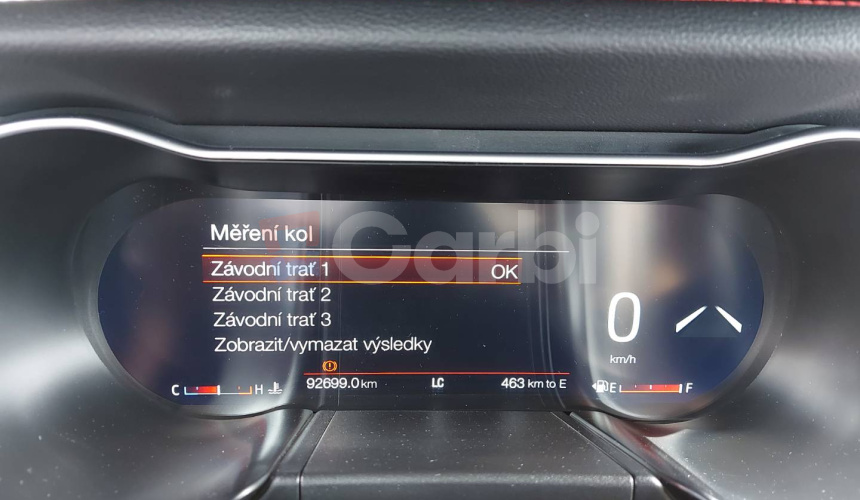 Měření kol
Závodní trať 1 OK
Závodní trať 2
Závodní trať 3
Zobrazit/vymazat výsledky
Carbi
0
km/h
C H
92699.0 km LC 463 km to E
E F